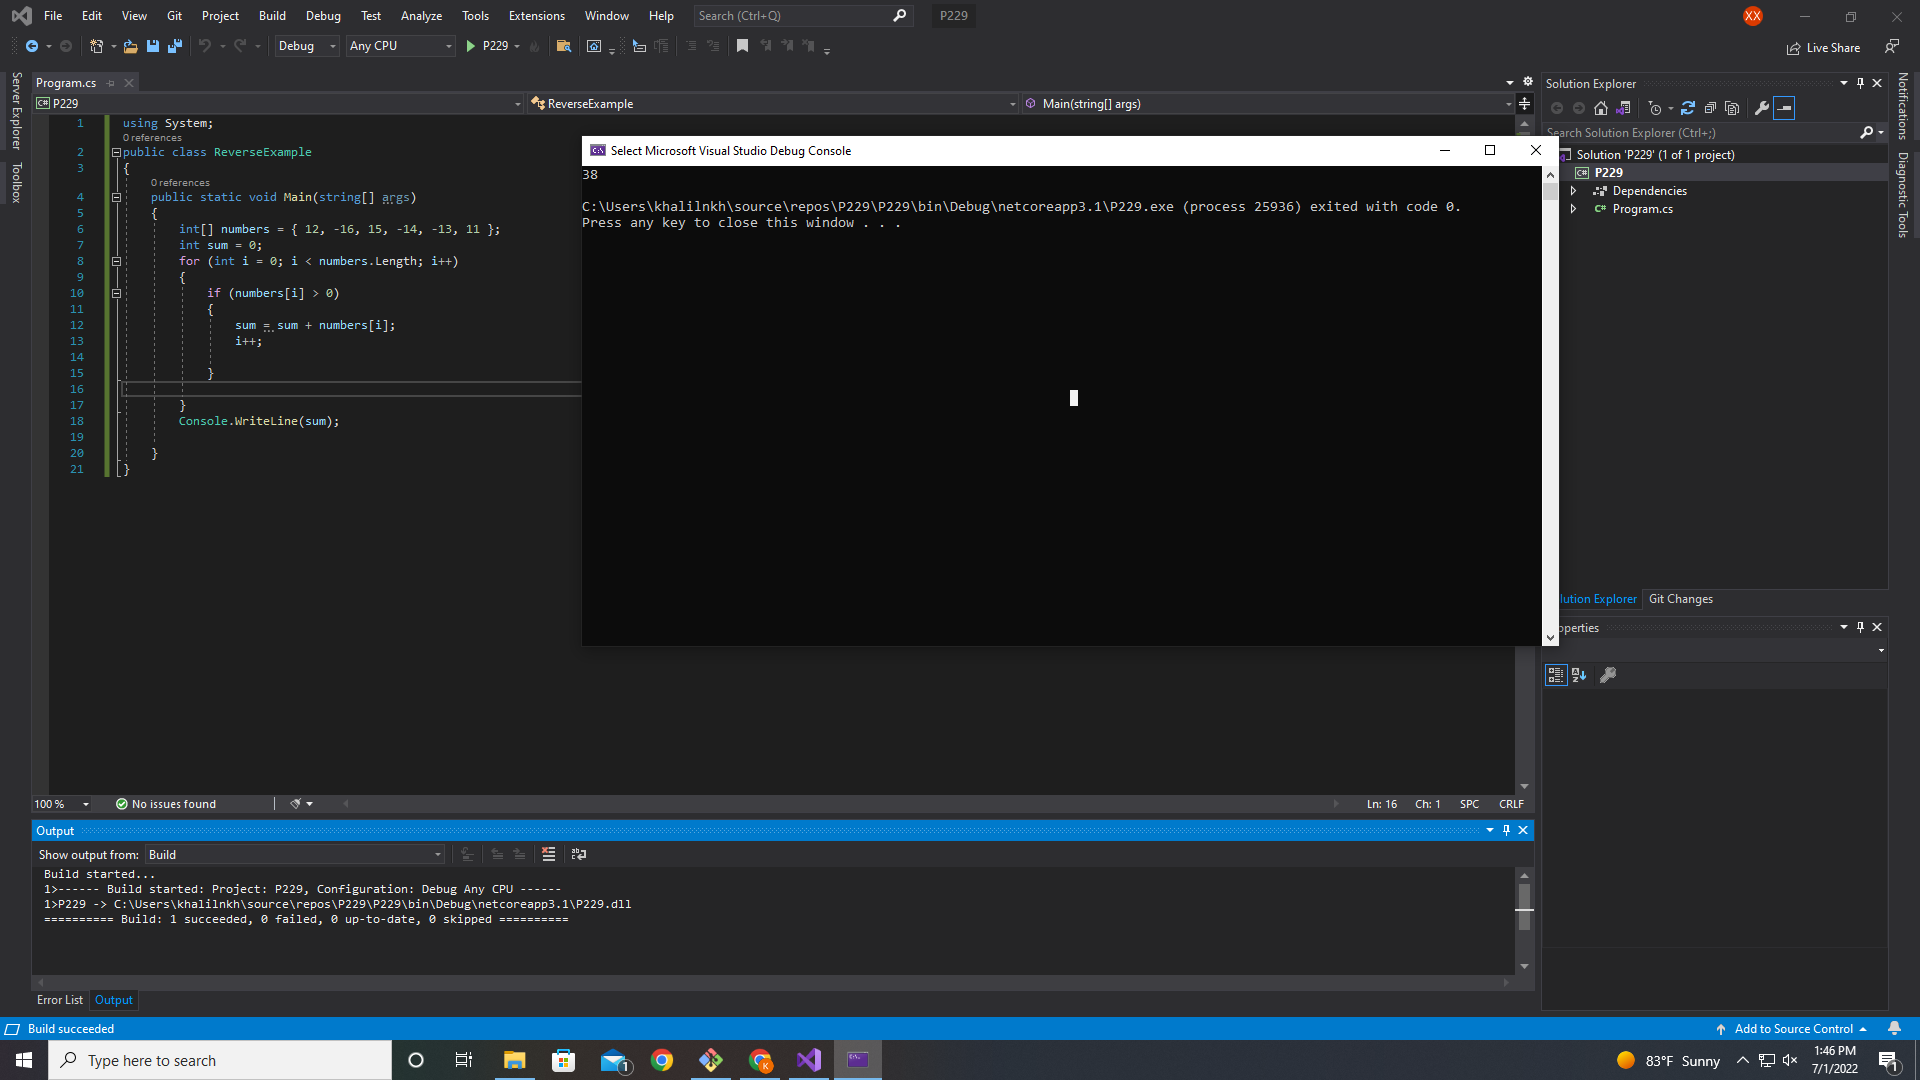 File Edit View Git Project Build Debug Test Analyze Tools Extensions Window Help Search (Ctrl+Q) P229 XX
Debug Any CPU P229 Live Share
Server Explorer
Toolbox
Program.cs
P229 ReverseExample Main(string[] args)
1 using System;
0 references
2 public class ReverseExample
3 {
0 references
4 public static void Main(string[] args)
5 {
6 int[] numbers = { 12, -16, 15, -14, -13, 11 };
7 int sum = 0;
8 for (int i = 0; i < numbers.Length; i++)
9 {
10 if (numbers[i] > 0)
11 {
12 sum = sum + numbers[i];
13 i++;
14
15 }
16
17 }
18 Console.WriteLine(sum);
19
20 }
21 }
Select Microsoft Visual Studio Debug Console
38
C:\Users\khalilnkh\source\repos\P229\P229\bin\Debug\netcoreapp3.1\P229.exe (process 25936) exited with code 0.
Press any key to close this window . . .
Solution Explorer
Search Solution Explorer (Ctrl+;)
Solution 'P229' (1 of 1 project)
C# P229
Dependencies
C# Program.cs
Notifications
Diagnostic Tools
lution Explorer Git Changes
operties
100 % No issues found Ln: 16 Ch: 1 SPC CRLF
Output
Show output from: Build
Build started...
1>------ Build started: Project: P229, Configuration: Debug Any CPU ------
1>P229 -> C:\Users\khalilnkh\source\repos\P229\P229\bin\Debug\netcoreapp3.1\P229.dll
========== Build: 1 succeeded, 0 failed, 0 up-to-date, 0 skipped ==========
Error List Output
Build succeeded Add to Source Control
Type here to search 1 K 83°F Sunny 1:46 PM
7/1/2022 1